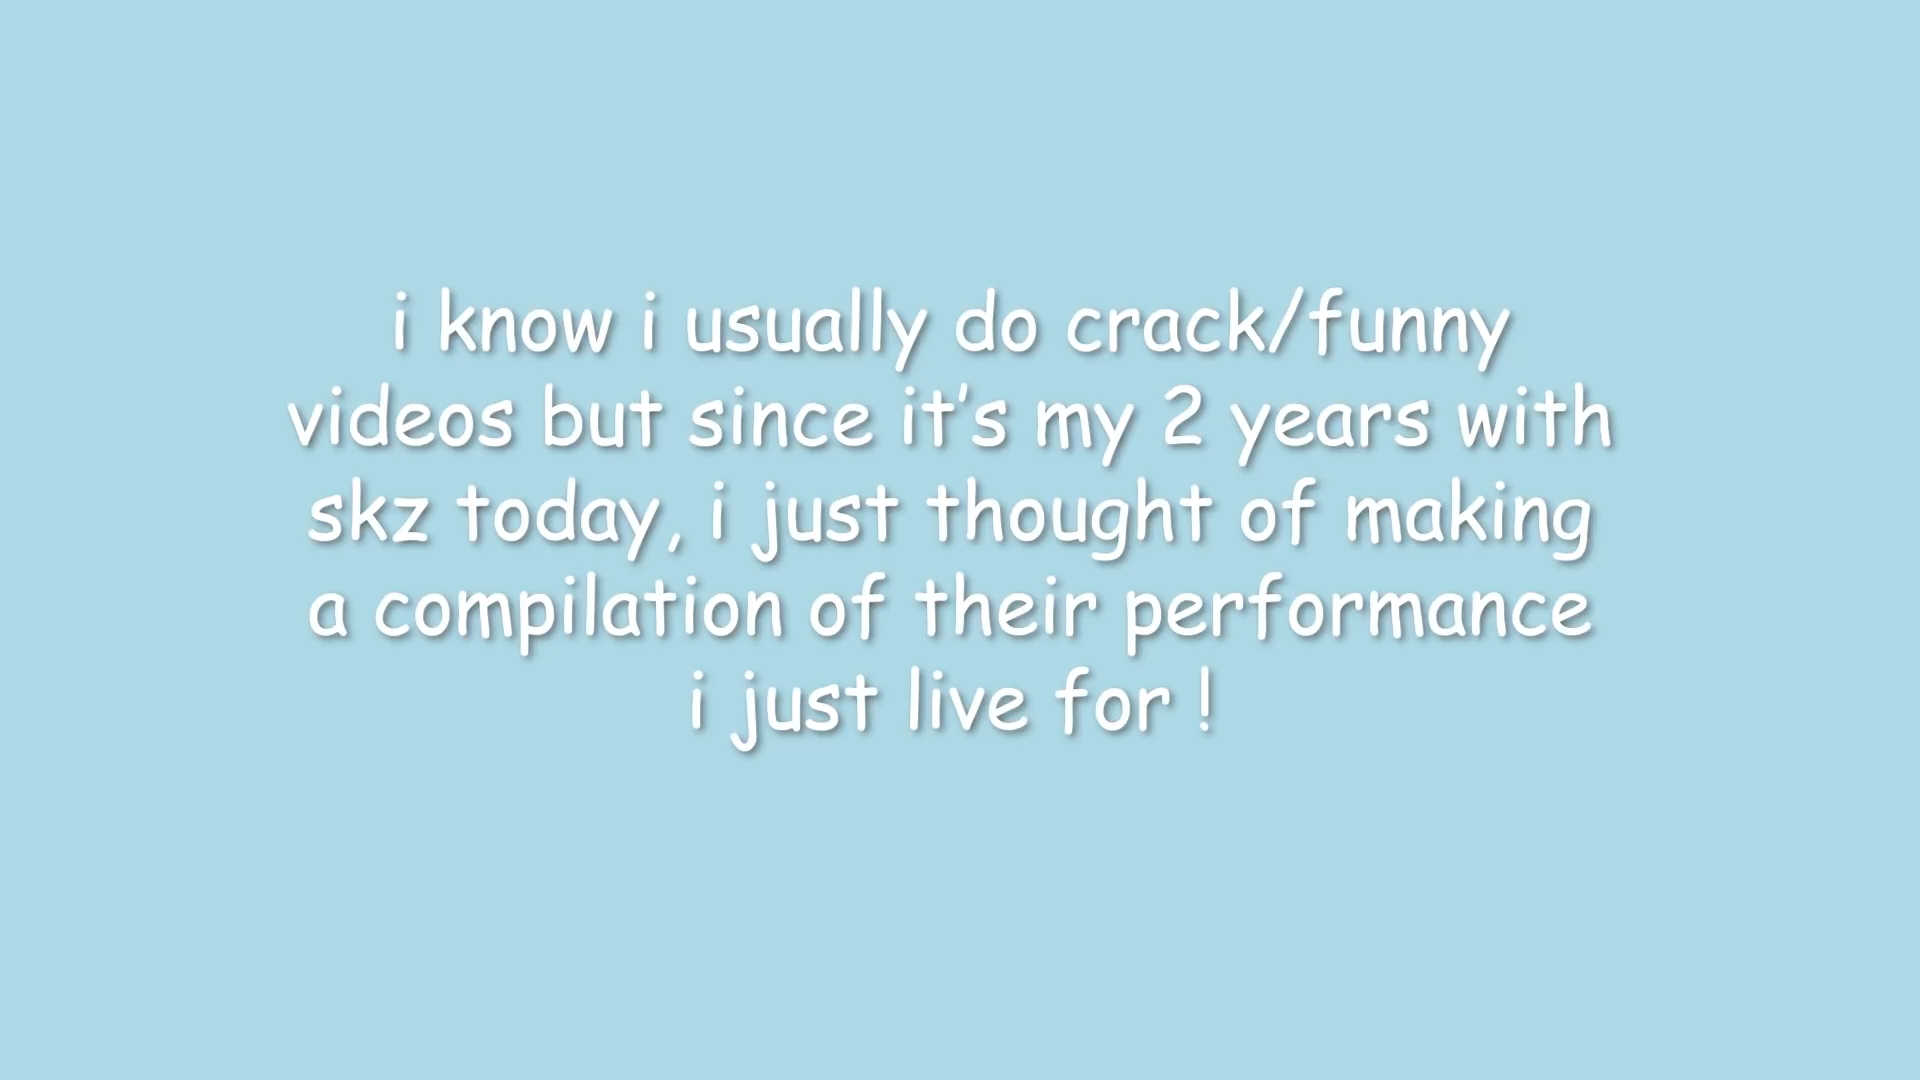 i know i usually do crack/funny
videos but since it’s my 2 years with
skz today, i just thought of making
a compilation of their performance
i just live for !